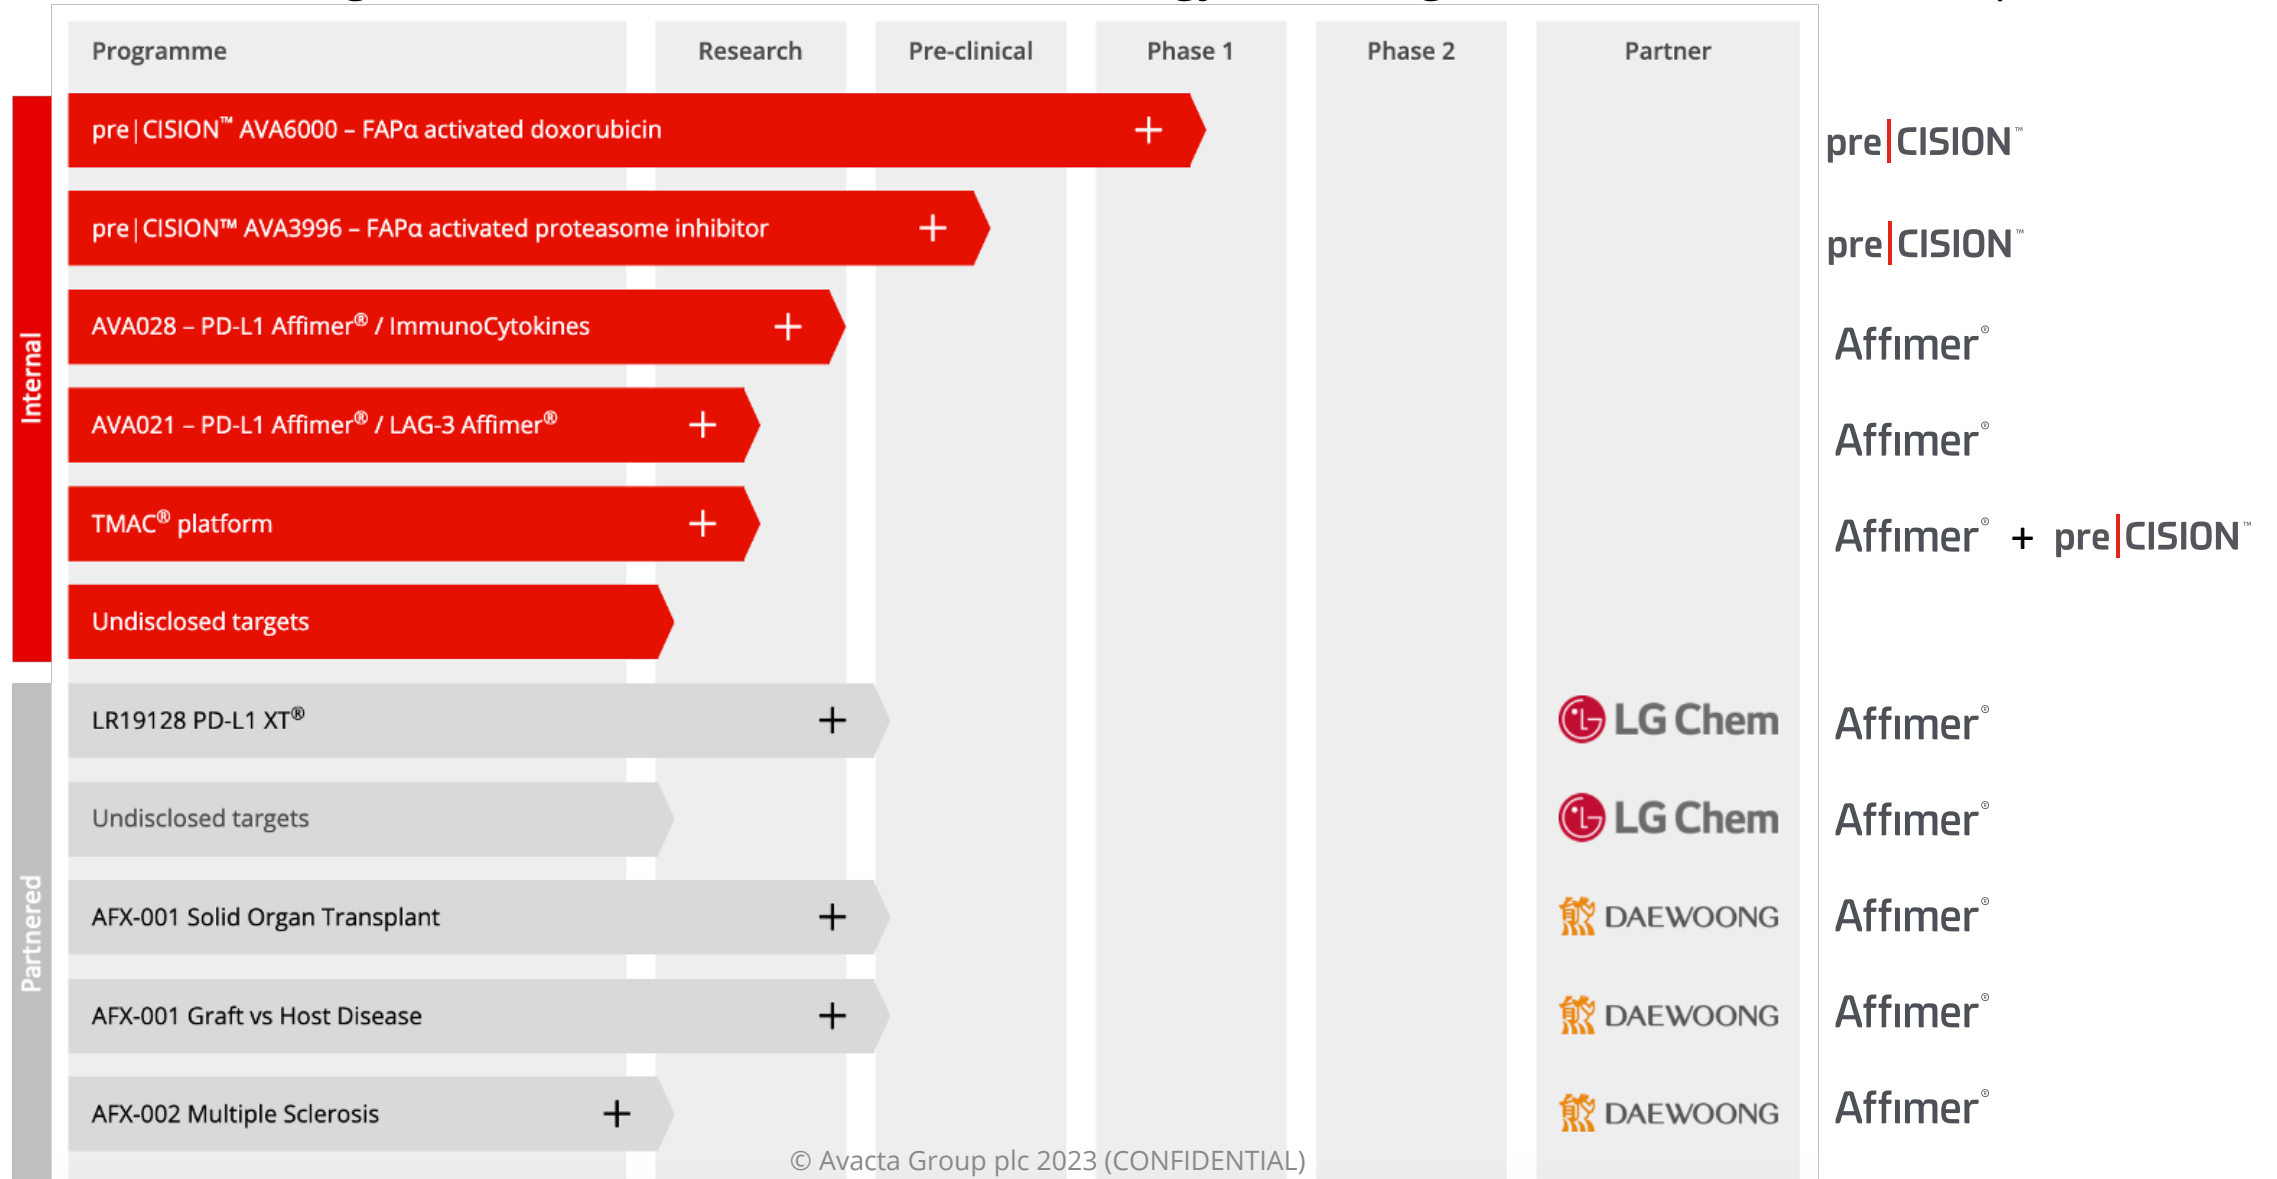 Programme Research Pre-clinical Phase 1 Phase 2 Partner
Internal
pre|CISION™ AVA6000 – FAPα activated doxorubicin + pre|CISION™
pre|CISION™ AVA3996 – FAPα activated proteasome inhibitor + pre|CISION™
AVA028 – PD-L1 Affimer® / ImmunoCytokines + Affimer®
AVA021 – PD-L1 Affimer® / LAG-3 Affimer® + Affimer®
TMAC® platform + Affimer® + pre|CISION™
Undisclosed targets
Partnered
LR19128 PD-L1 XT® + LG Chem Affimer®
Undisclosed targets LG Chem Affimer®
AFX-001 Solid Organ Transplant + DAEWOONG Affimer®
AFX-001 Graft vs Host Disease + DAEWOONG Affimer®
AFX-002 Multiple Sclerosis + DAEWOONG Affimer®
© Avacta Group plc 2023 (CONFIDENTIAL)